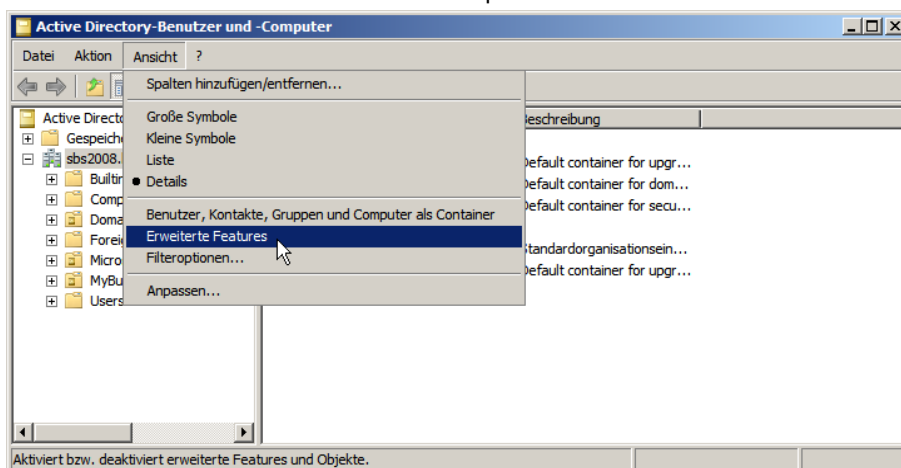 Active Directory-Benutzer und -Computer
Datei Aktion Ansicht ?
Spalten hinzufügen/entfernen...
Große Symbole
Kleine Symbole
Liste
Details
Benutzer, Kontakte, Gruppen und Computer als Container
Erweiterte Features
Filteroptionen...
Anpassen...
Active Directo
Gespeiche
sbs2008.
Builtin
Comp
Doma
Foreig
Micro
MyBu
Users
Beschreibung
Default container for upgr...
Default container for dom...
Default container for secu...
Standardorganisationsein...
Default container for upgr...
Aktiviert bzw. deaktiviert erweiterte Features und Objekte.